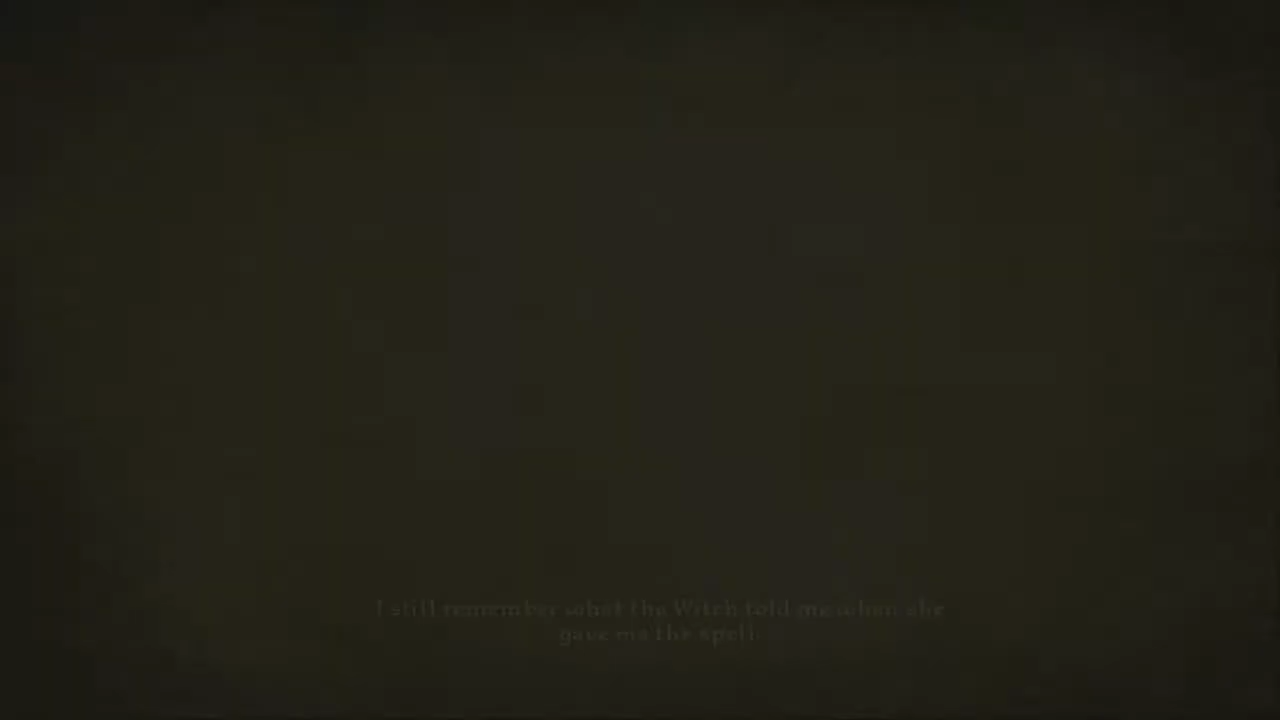 I still remember what the Witch told me when she
gave me the spell.